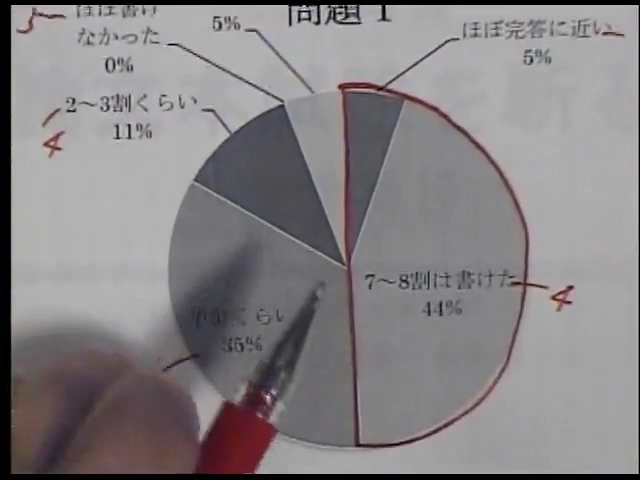 問題 1
ほぼ書け
なかった
0%
5%
ほぼ完答に近い
5%
2〜3割くらい
11%
4
7〜8割は書けた
44%
4
くらい
35%